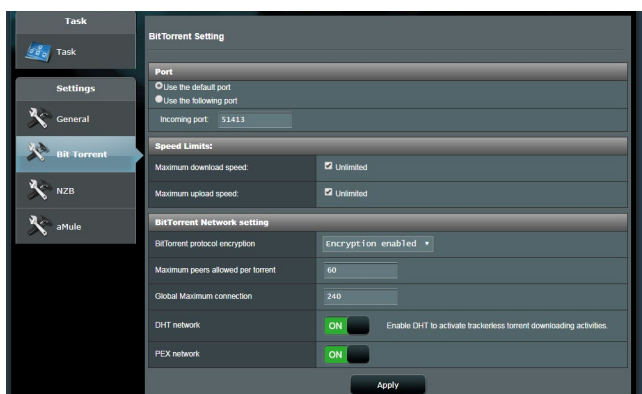 Task
Task
Settings
General
Bit Torrent
NZB
aMule
BitTorrent Setting
Port
Use the default port
Use the following port
Incoming port: 51413
Speed Limits:
Maximum download speed: Unlimited
Maximum upload speed: Unlimited
BitTorrent Network setting
BitTorrent protocol encryption Encryption enabled
Maximum peers allowed per torrent 60
Global Maximum connection 240
DHT network ON Enable DHT to activate trackerless torrent downloading activities.
PEX network ON
Apply